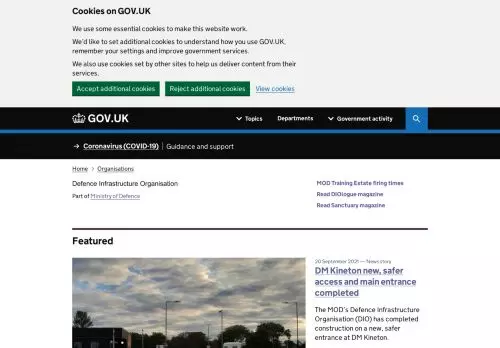 Cookies on GOV.UK
We use some essential cookies to make this website work.
We'd like to set additional cookies to understand how you use GOV.UK,
remember your settings and improve government services.
We also use cookies set by other sites to help us deliver content from their
services.
Accept additional cookies Reject additional cookies View cookies
GOV.UK Topics Departments Government activity
Coronavirus (COVID-19) Guidance and support
Home Organisations
Defence Infrastructure Organisation
Part of Ministry of Defence
MOD Training Estate firing times
Read DIOlogue magazine
Read Sanctuary magazine
Featured
20 September 2021 — News story
DM Kineton new, safer
access and main entrance
completed
The MOD's Defence Infrastructure
Organisation (DIO) has completed
construction on a new, safer
entrance at DM Kineton.